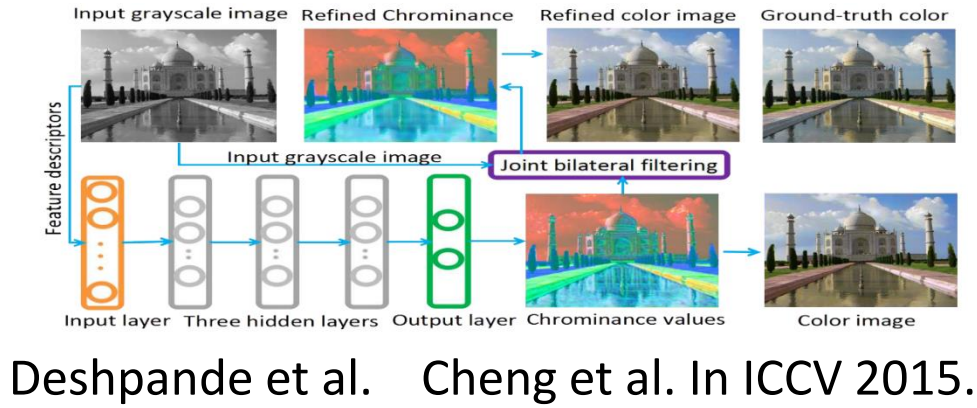 Input grayscale image
Refined Chrominance
Refined color image
Ground-truth color
Feature descriptors
Input grayscale image
Joint bilateral filtering
Input layer
Three hidden layers
Output layer
Chrominance values
Color image
Deshpande et al. Cheng et al. In ICCV 2015.